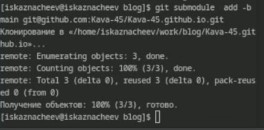 [iskaznacheev@iskaznacheev blog]$ git submodule  add -b
main git@github.com:Kava-45/Kava-45.github.io.git
Клонирование в «/home/iskaznacheev/work/blog/Kava-45.git
hub.io»...
remote: Enumerating objects: 3, done.
remote: Counting objects: 100% (3/3), done.
remote: Total 3 (delta 0), reused 3 (delta 0), pack-reus
ed 0 (from 0)
Получение объектов: 100% (3/3), готово.
[iskaznacheev@iskaznacheev blog]$